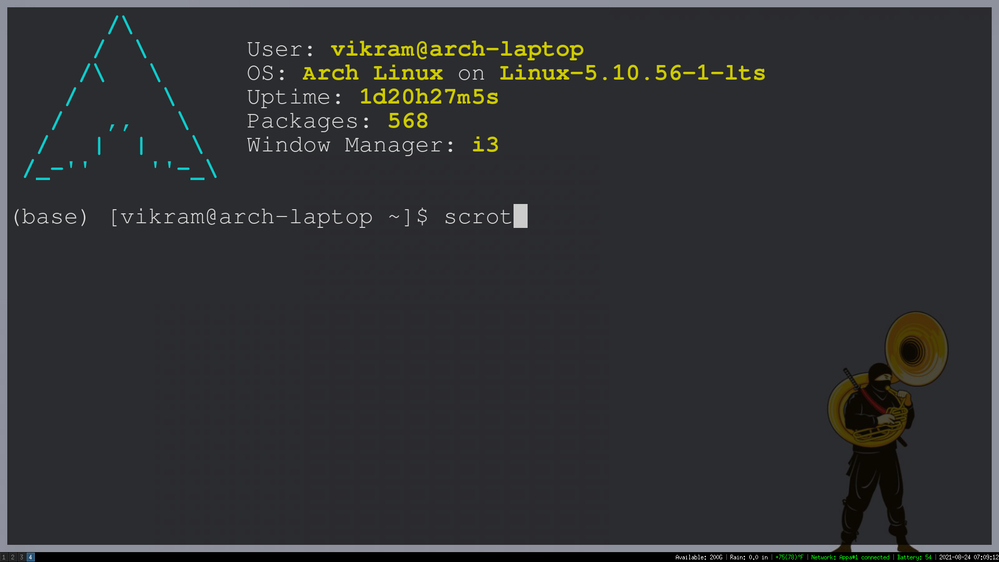 User: vikram@arch-laptop
OS: Arch Linux on Linux-5.10.56-1-lts
Uptime: 1d20h27m5s
Packages: 568
Window Manager: i3
(base) [vikram@arch-laptop ~]$ scrot
1 2 3 4
Available: 200G | Rain: 0.0 in | +75(78)°F | Network: connected | Battery: 54 | 2021-08-24 07:09:12